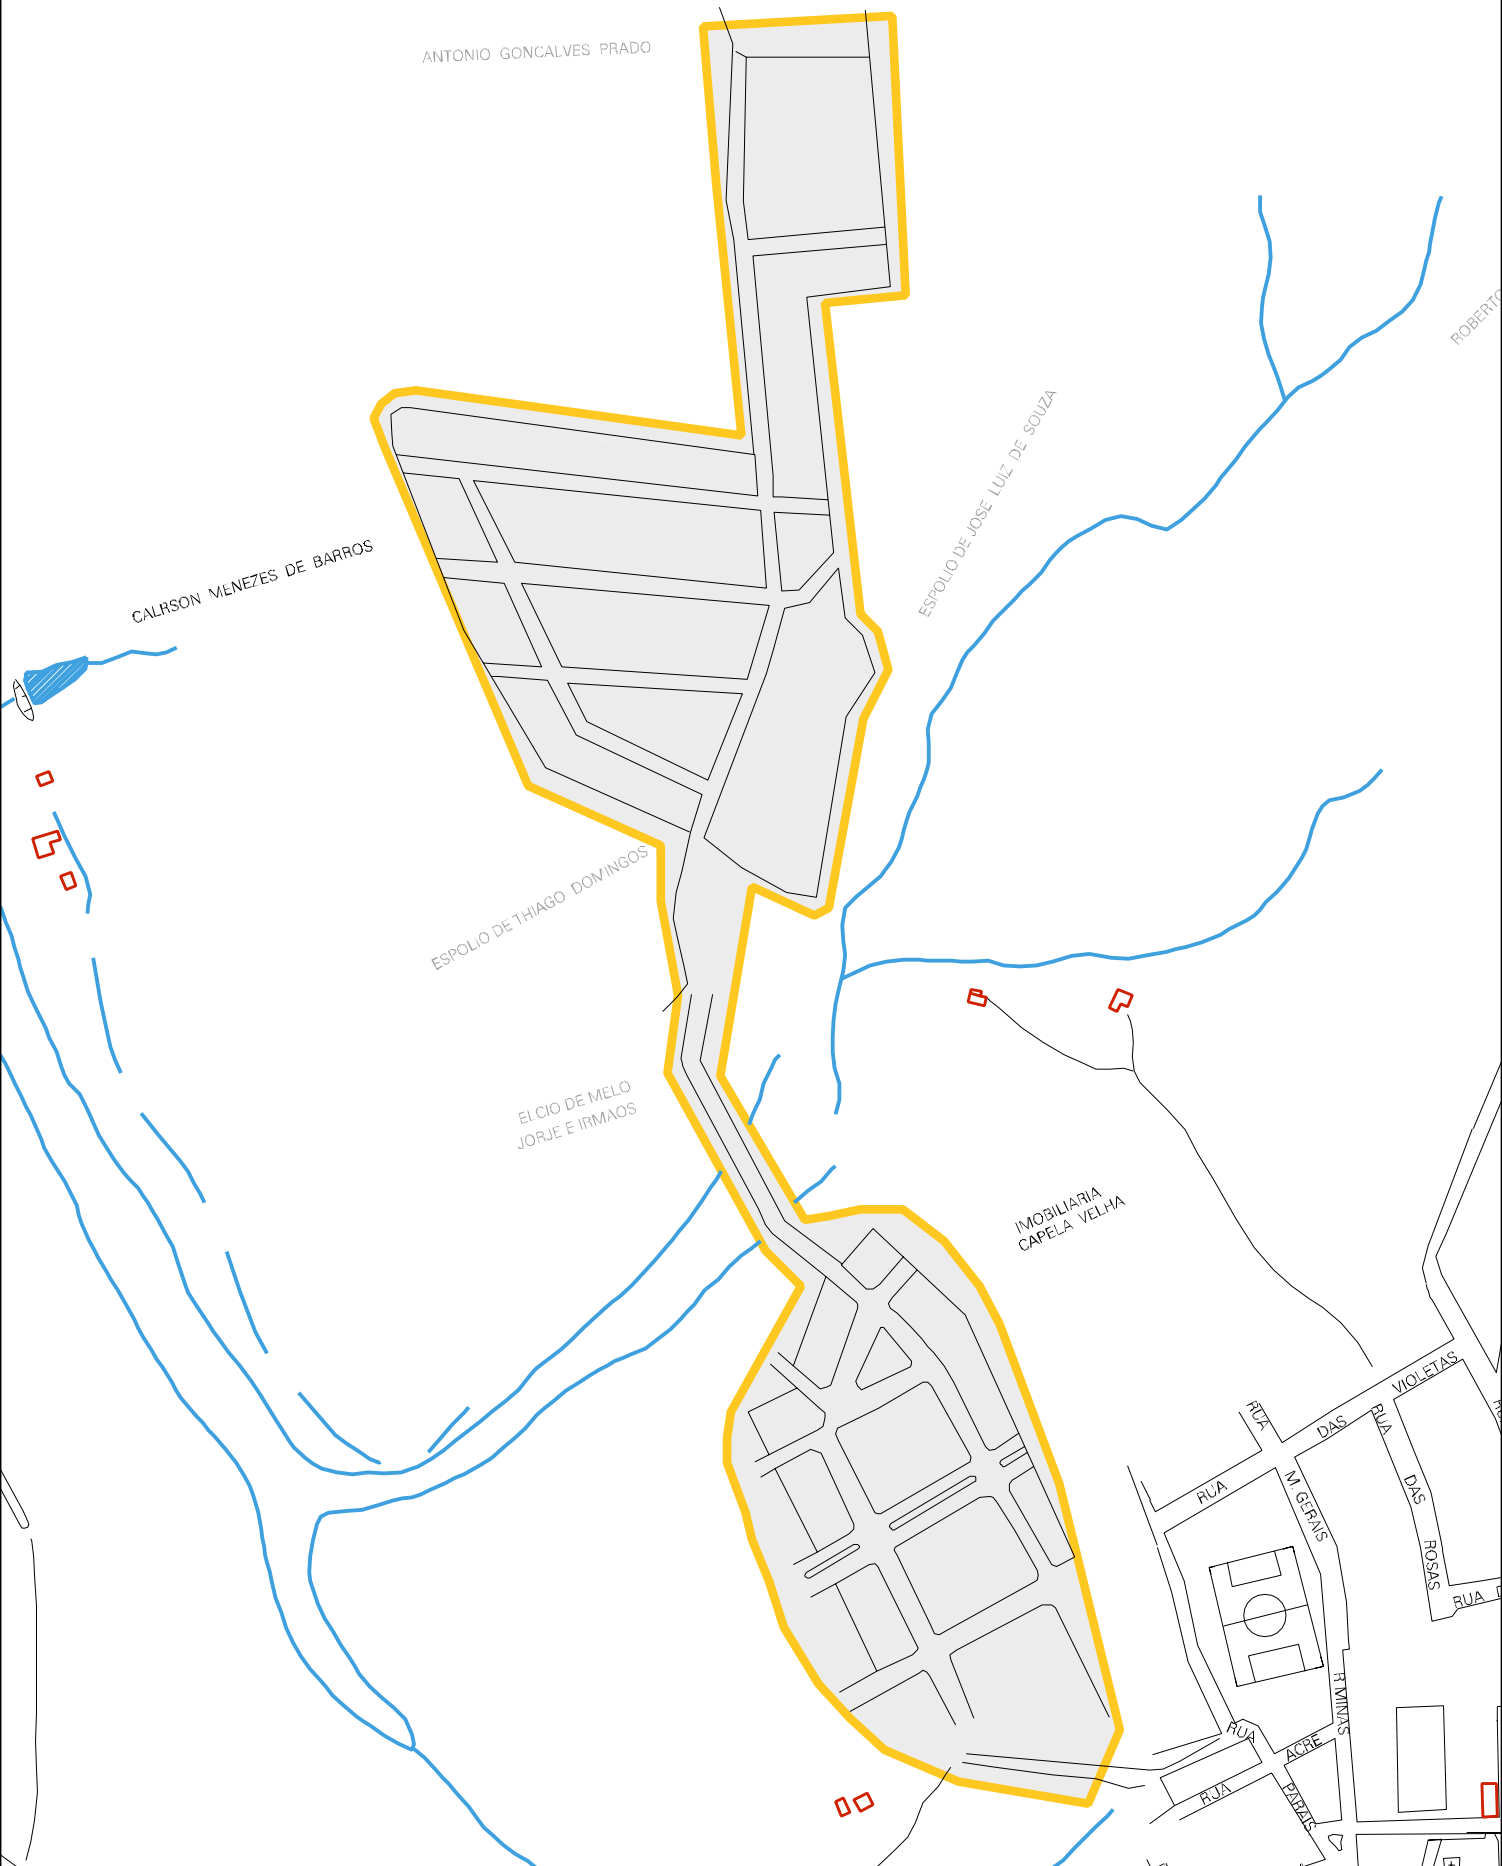 ANTONIO GONCALVES PRADO
ROBERTO
ESPOLIO DE JOSE LUIZ DE SOUZA
CALRSON MENEZES DE BARROS
ESPOLIO DE THIAGO DOMINGOS
ELCIO DE MELO
JORJE E IRMAOS
IMOBILIARIA
CAPELA VELHA
RUA DAS VIOLETAS
RUA
RUA DAS ROSAS
M. GERAIS
RUA
R MINAS
RUA ACRE
RUA
PARAIS